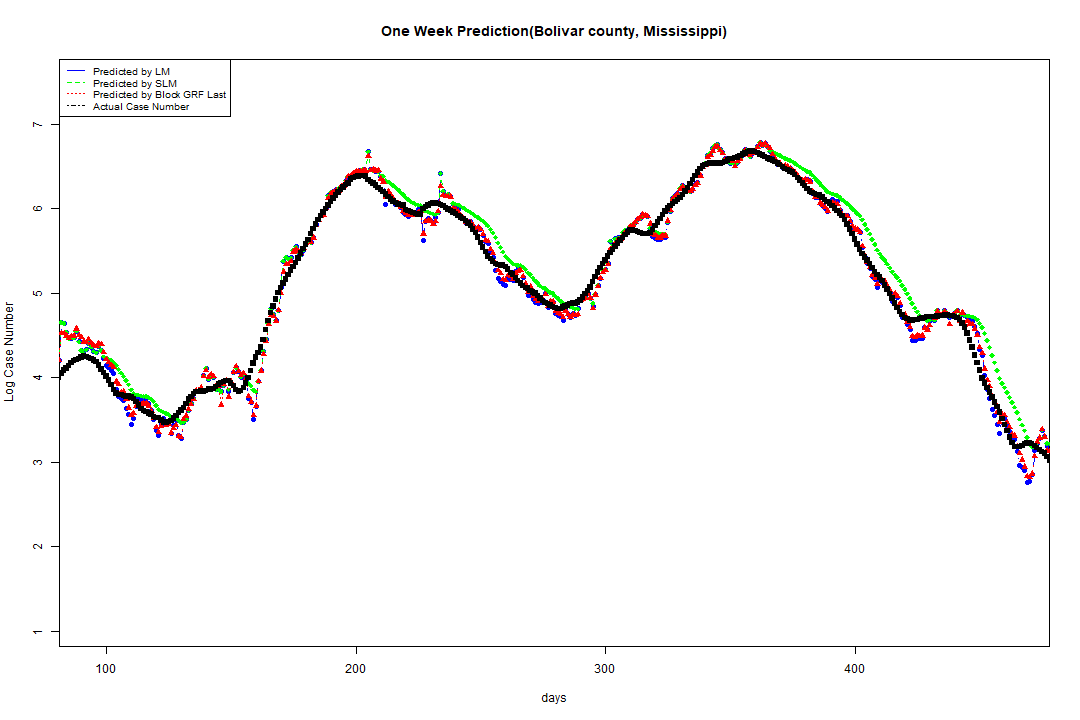 One Week Prediction(Bolivar county, Mississippi)
Predicted by LM
Predicted by SLM
Predicted by Block GRF Last
Actual Case Number
Log Case Number
7
6
5
4
3
2
1
100 200 300 400
days